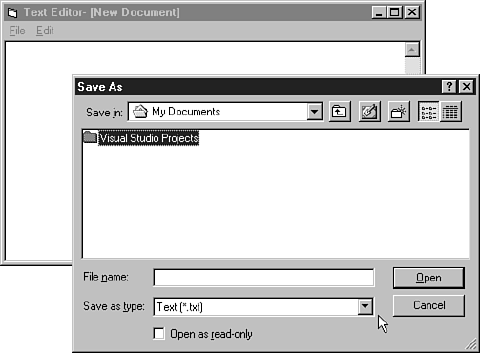 Text Editor- [New Document]
File Edit
Save As
Save in: My Documents
Visual Studio Projects
File name: Open
Save as type: Text (*.txt) Cancel
Open as read-only